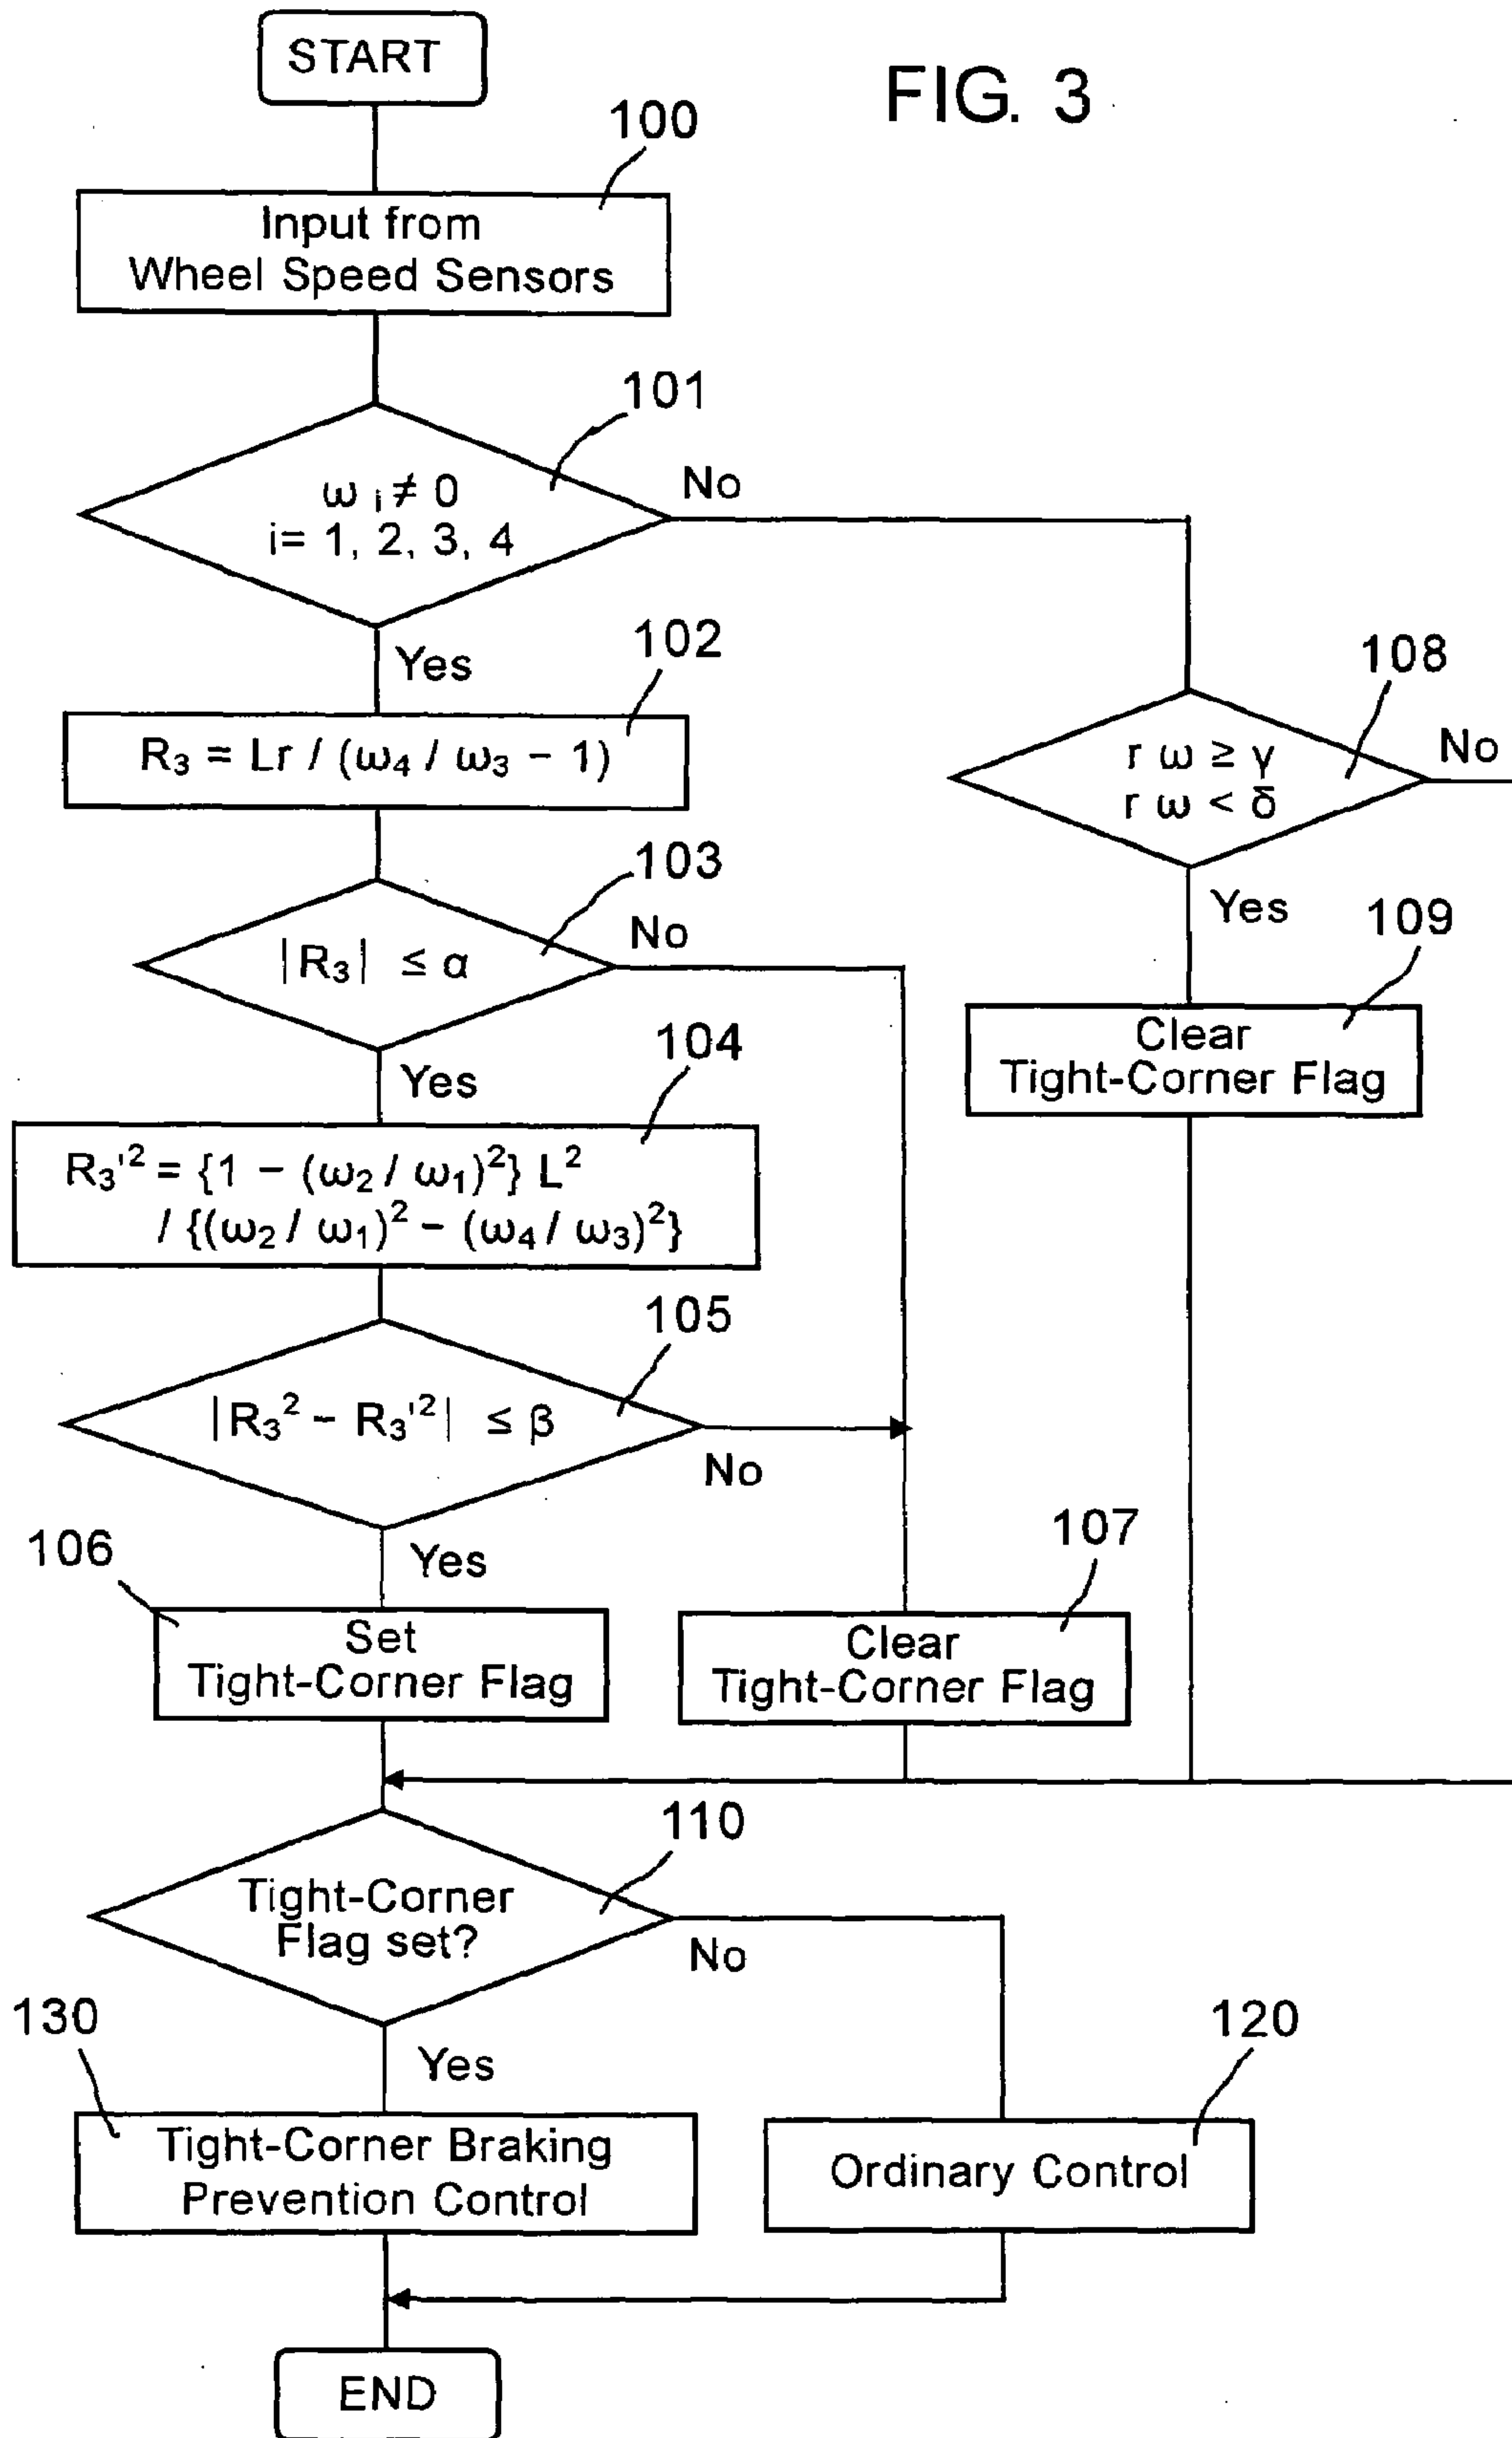 START
FIG. 3
100
Input from
Wheel Speed Sensors
101
ω i ≠ 0
i= 1, 2, 3, 4
No
Yes
102
R₃ = Lr / (ω₄ / ω₃ − 1)
108
r ω ≥ γ
r ω < δ
No
Yes
103
|R₃| ≤ α
No
Yes
109
Clear
Tight-Corner Flag
104
R₃'² = {1 − (ω₂ / ω₁)²} L²
/ {(ω₂ / ω₁)² − (ω₄ / ω₃)²}
105
|R₃² − R₃'²| ≤ β
No
Yes
106
Set
Tight-Corner Flag
107
Clear
Tight-Corner Flag
110
Tight-Corner
Flag set?
No
Yes
130
Tight-Corner Braking
Prevention Control
120
Ordinary Control
END